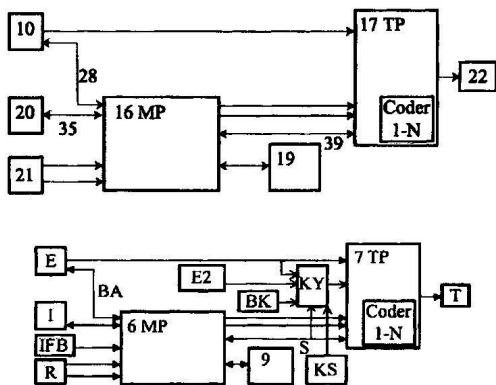 10
17 TP
28
22
20
16 MP
Coder
1-N
35
39
19
21
E
7 TP
E2
KY
BA
BK
T
I
6 MP
Coder
1-N
IFB
S
9
KS
R